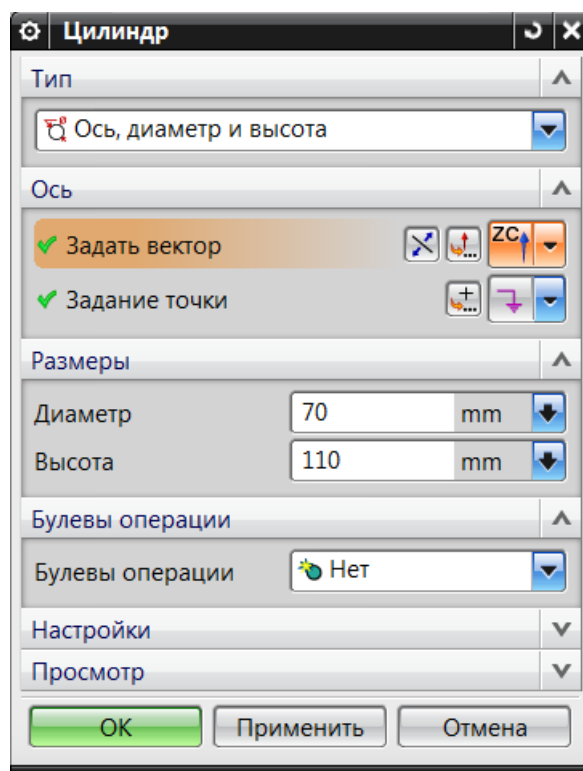 Цилиндр
Тип
Ось, диаметр и высота
Ось
Задать вектор ZC
Задание точки
Размеры
Диаметр 70 mm
Высота 110 mm
Булевы операции
Булевы операции Нет
Настройки
Просмотр
OK Применить Отмена